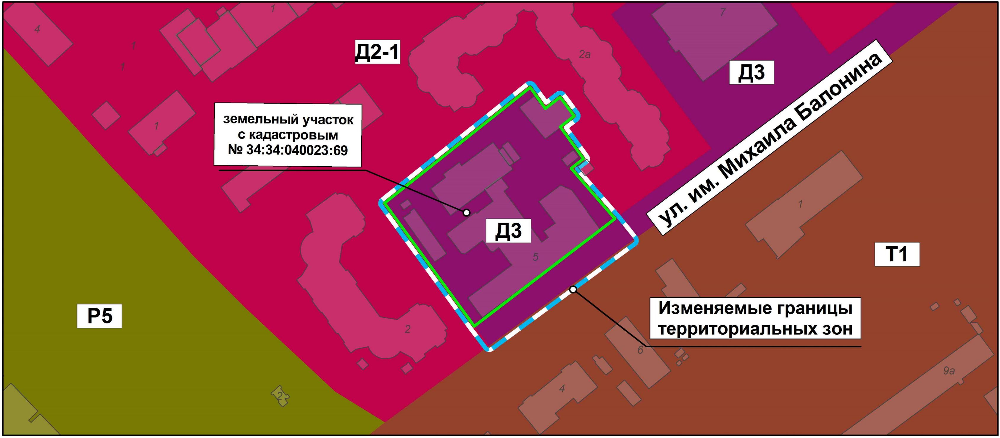 1
4
7
1
Д2-1
2а
1
Д3
ул. им. Михаила Балонина
земельный участок
с кадастровым
№ 34:34:040023:69
1
1
Д3
5
Т1
Р5
Изменяемые границы
территориальных зон
2
6
9а
4
2